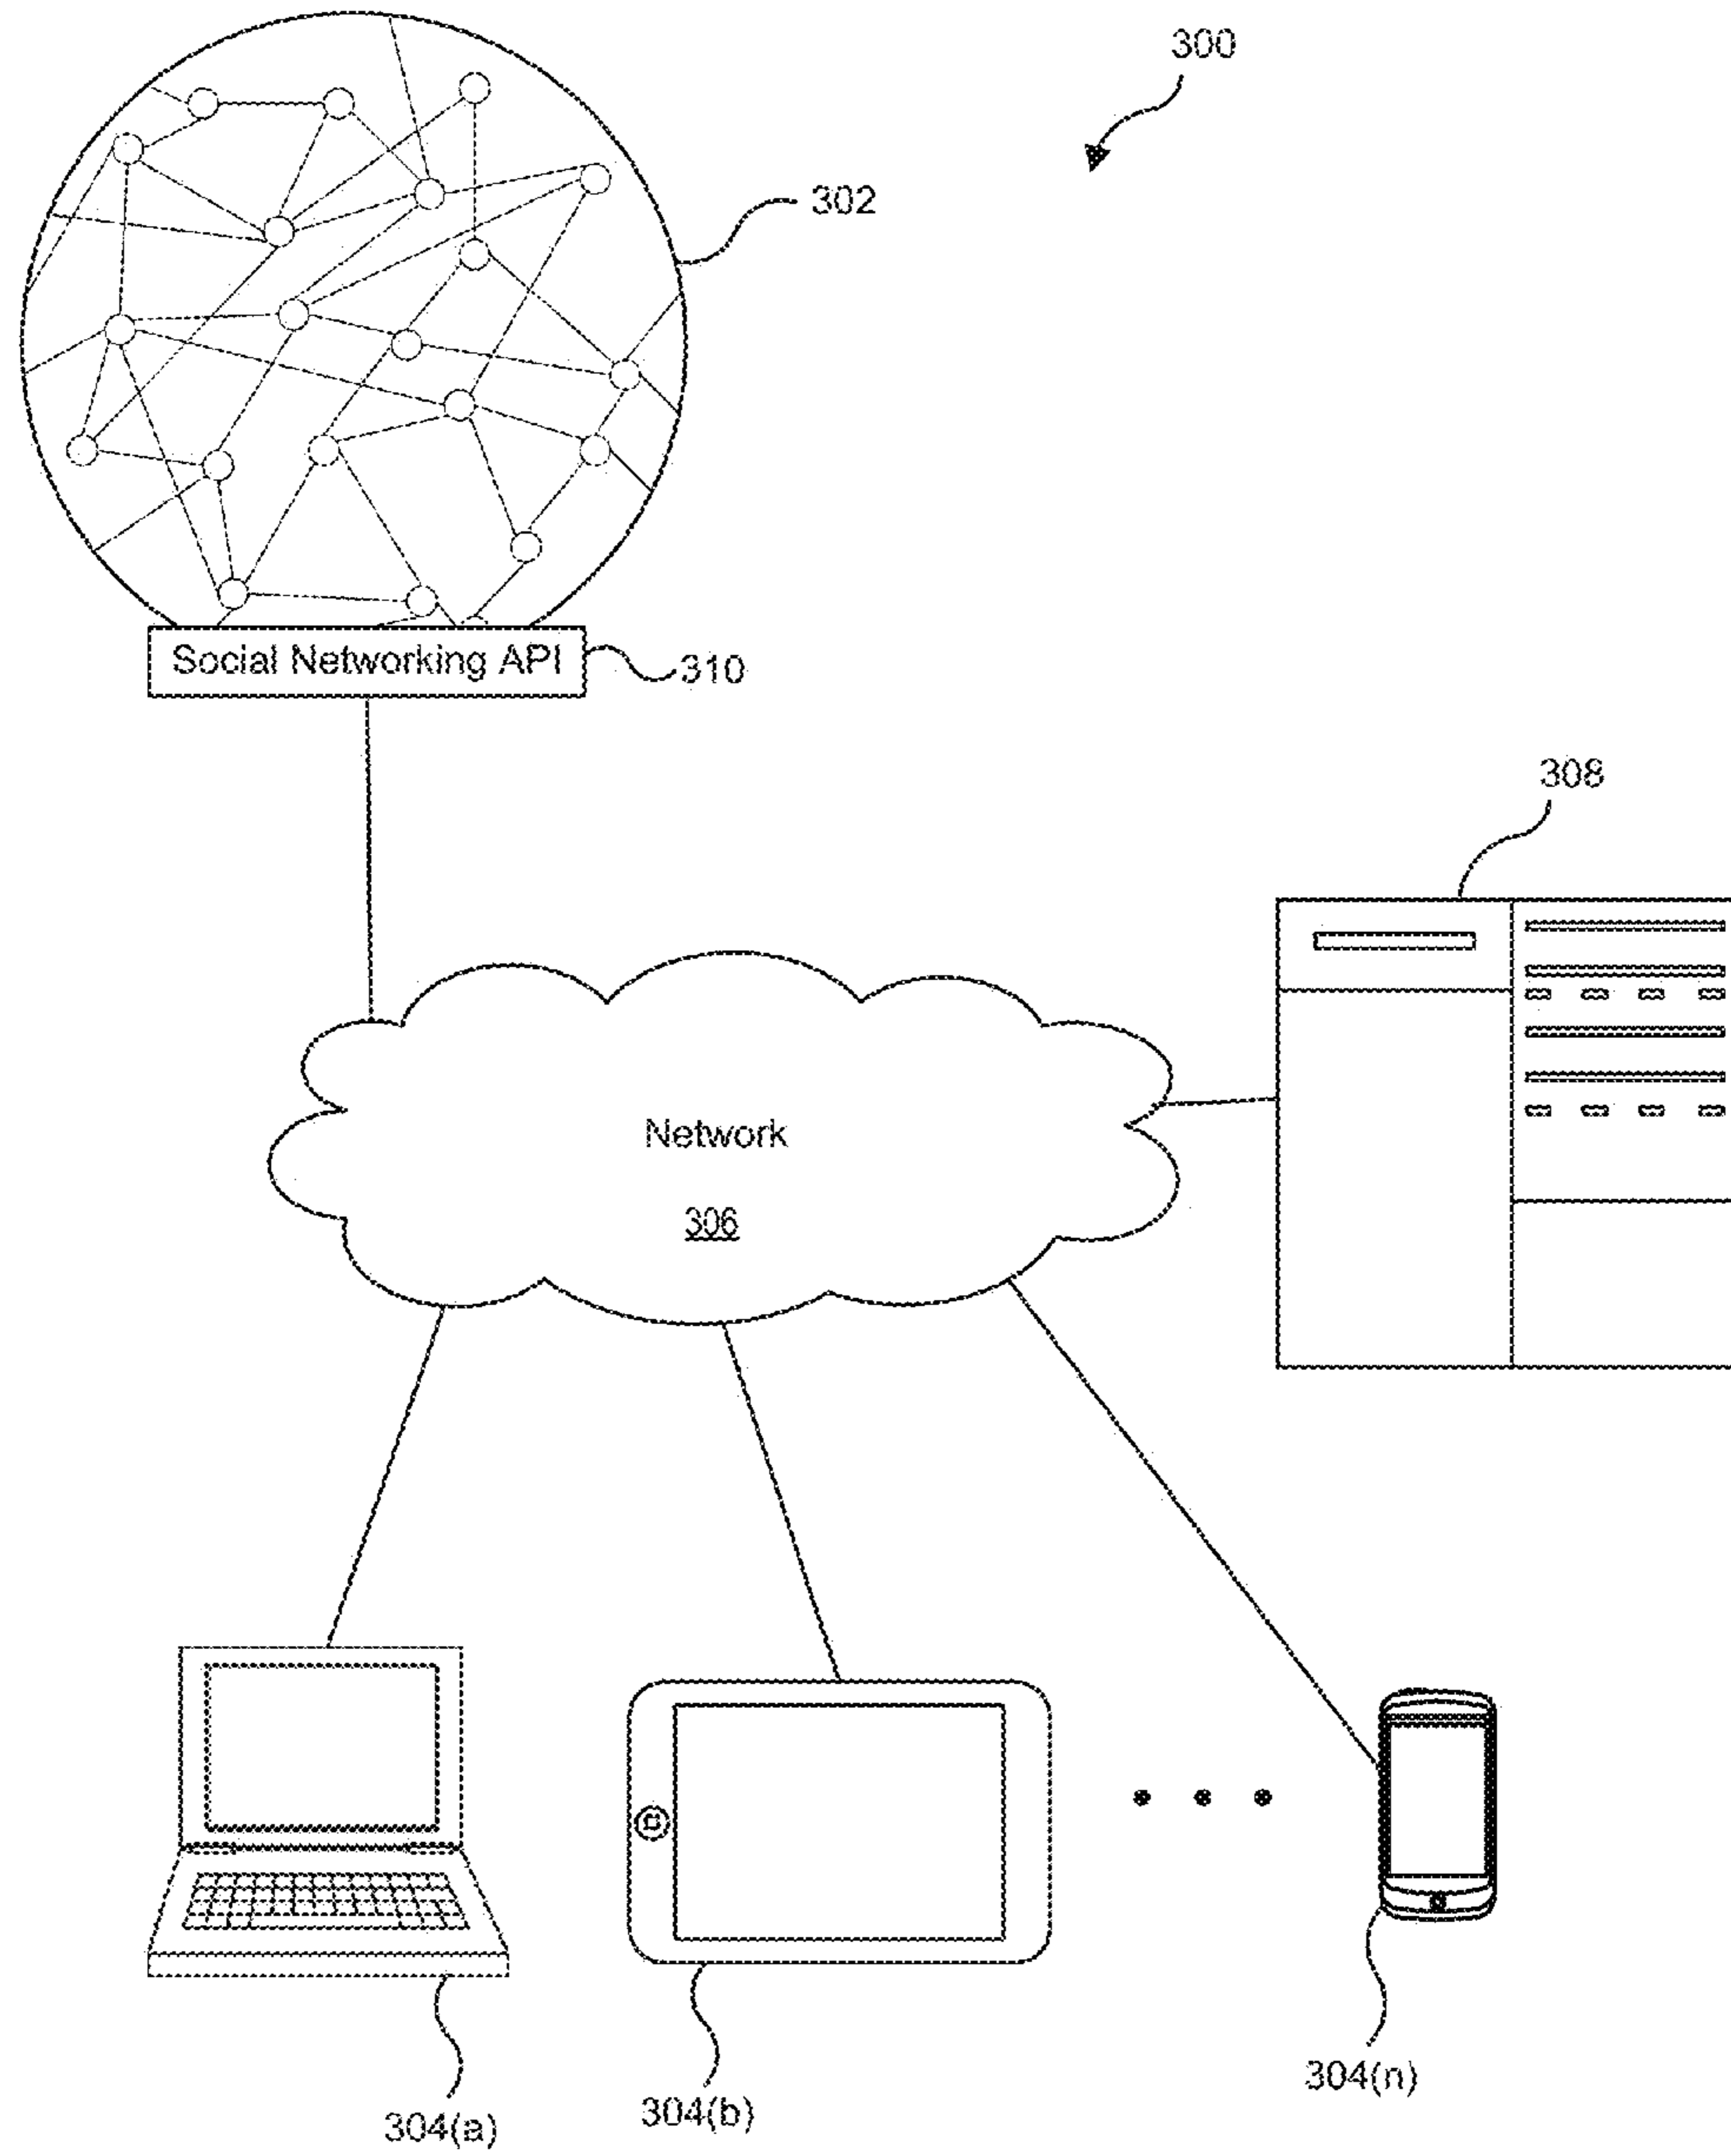 300
302
Social Networking API
310
308
Network
306
304(a)
304(b)
304(n)